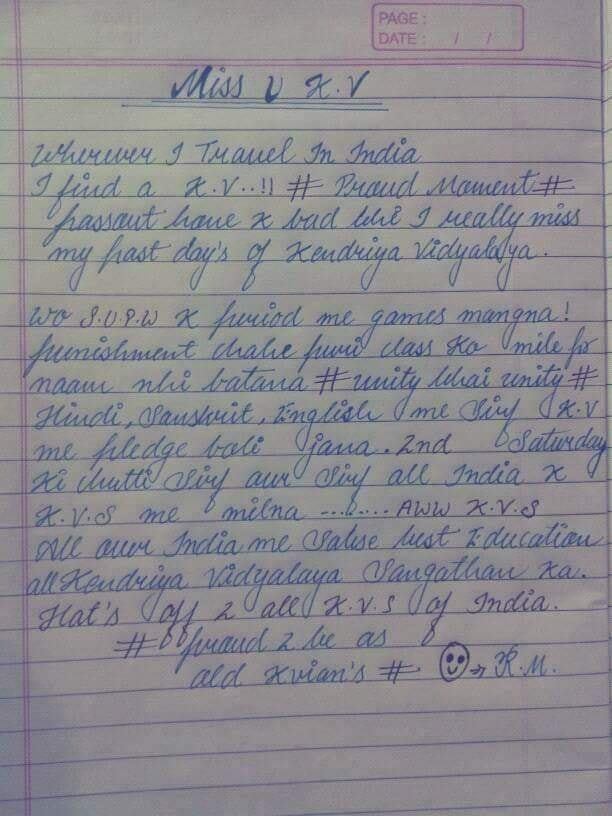 PAGE :
DATE : / /
Miss U K.V
Wherever I Travel In India
I find a K.V..!! # Proud Moment #
passout hone K bad bhi I really miss
my past day's of Kendriya Vidyalaya.
Wo S.U.P.W K period me games mangna!
punishment chahe puri class Ko mile pr
naam nhi batana # unity bhai unity #
Hindi, Sanskrit, English me Sirf K.V
me pledge boli jana. 2nd Saturday
Ki chutti Sirf aur Sirf all India K
K.V.S me milna ......... AWW K.V.S
All over India me Sabse best Education
all Kendriya Vidyalaya Sangathan Ka.
Hat's off 2 all K.V.S of India.
# proud 2 be as
old Kvian's # R.M.